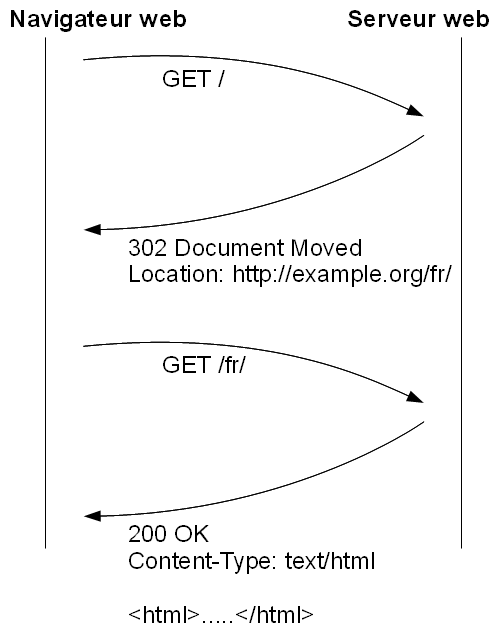 Navigateur web
Serveur web
GET /
302 Document Moved
Location: http://example.org/fr/
GET /fr/
200 OK
Content-Type: text/html
<html>.....</html>